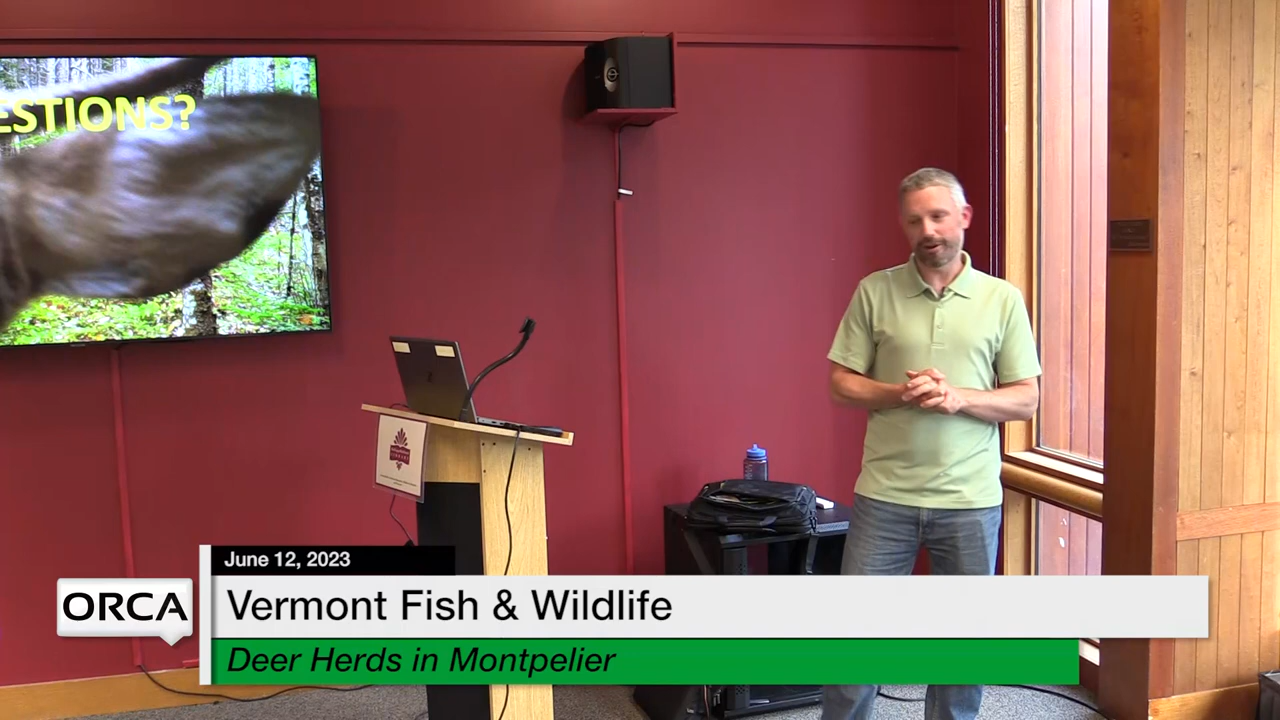 ESTIONS?
June 12, 2023
ORCA
Vermont Fish & Wildlife
Deer Herds in Montpelier